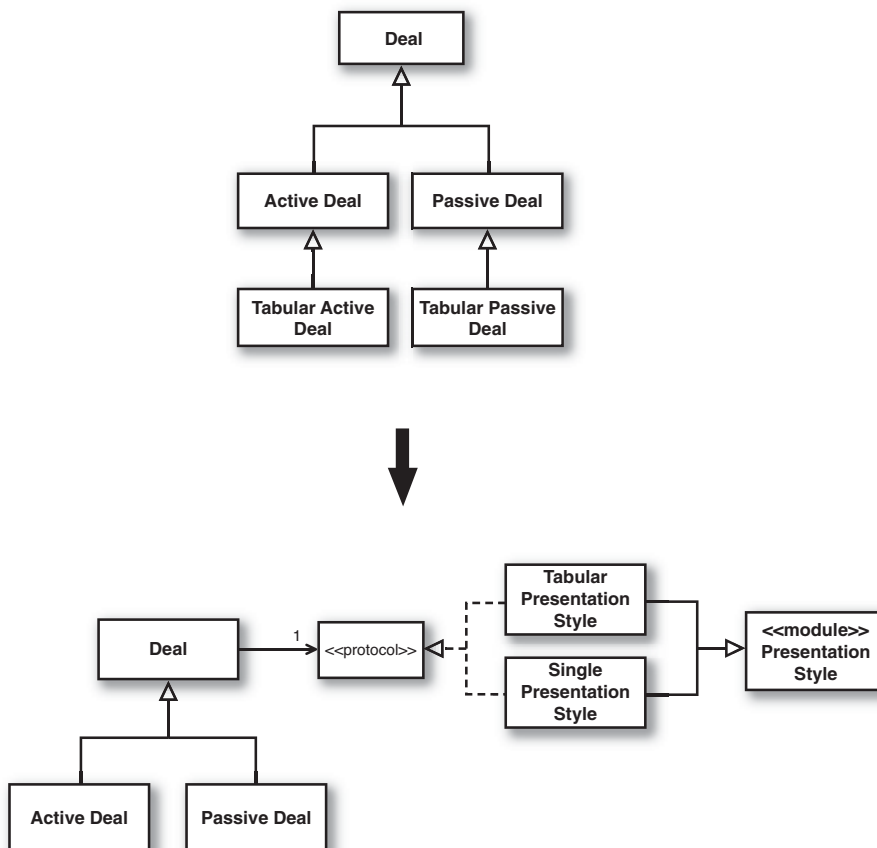 Deal
Active Deal
Passive Deal
Tabular Active
Deal
Tabular Passive
Deal
Tabular
Presentation
Style
<<module>>
Presentation
Style
Deal
1
<<protocol>>
Single
Presentation
Style
Active Deal
Passive Deal